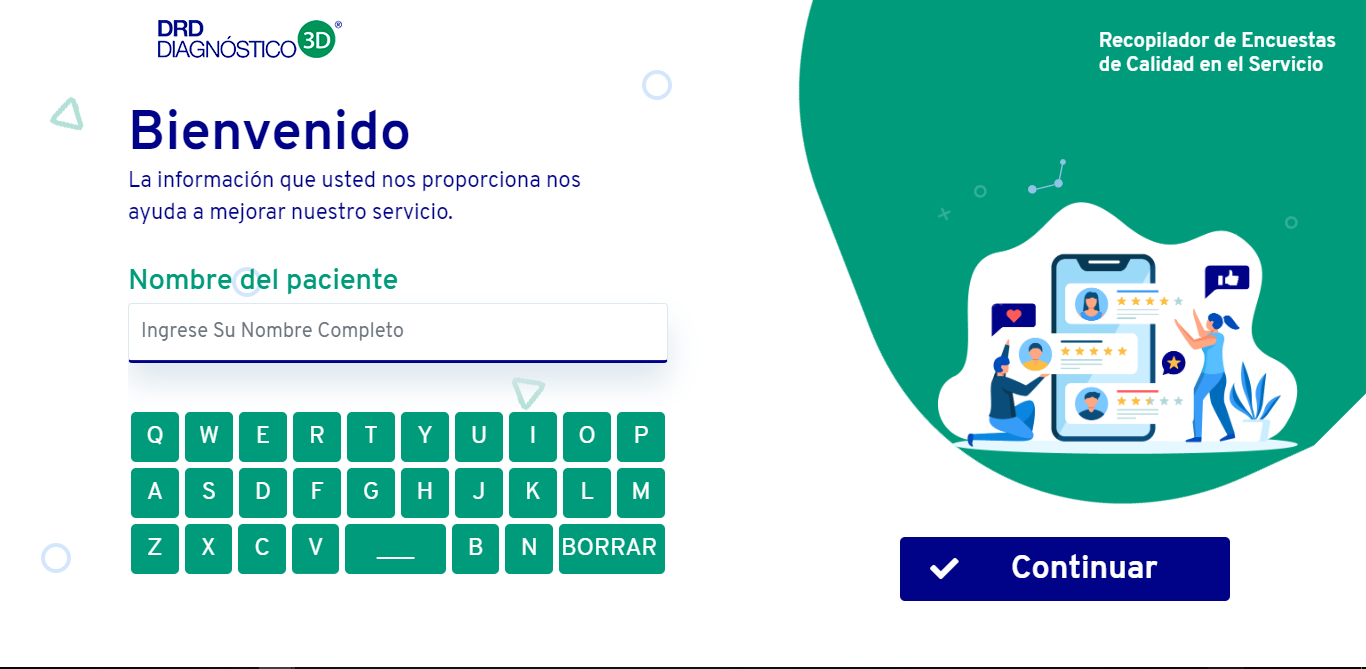 DRD
DIAGNÓSTICO 3D®
Recopilador de Encuestas
de Calidad en el Servicio
Bienvenido
La información que usted nos proporciona nos
ayuda a mejorar nuestro servicio.
Nombre del paciente
Ingrese Su Nombre Completo
Q W E R T Y U I O P
A S D F G H J K L M
Z X C V ___ B N BORRAR
Continuar